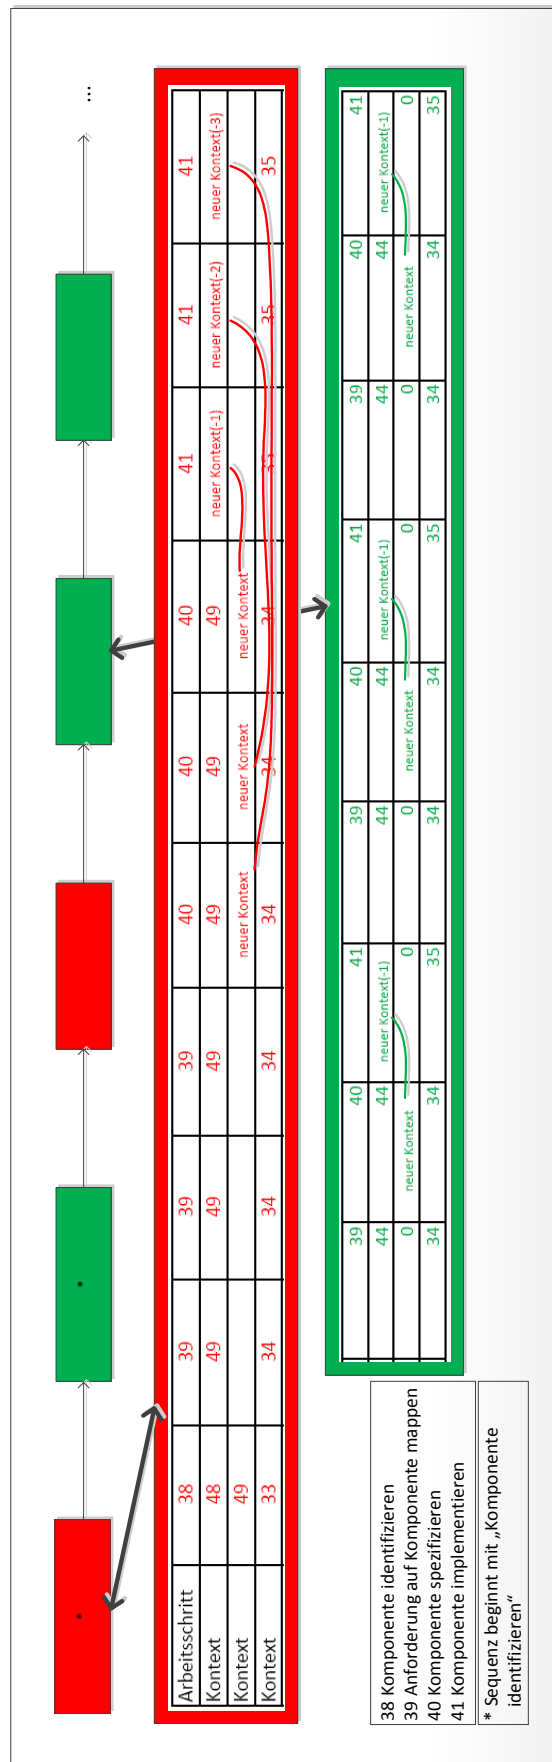 * * ...
Arbeitsschritt 38 39 39 39 40 40 40 41 41 41
Kontext 48 49 49 49 49 49 49 neuer Kontext(-1) neuer Kontext(-2) neuer Kontext(-3)
Kontext 49 neuer Kontext neuer Kontext neuer Kontext
Kontext 33 34 34 34 34 34 34 35 35 35
39 40 41 39 40 41 39 40 41
44 44 neuer Kontext(-1) 44 44 neuer Kontext(-1) 44 44 neuer Kontext(-1)
0 neuer Kontext 0 0 neuer Kontext 0 0 neuer Kontext 0
34 34 35 34 34 35 34 34 35
38 Komponente identifizieren
39 Anforderung auf Komponente mappen
40 Komponente spezifizieren
41 Komponente implementieren
* Sequenz beginnt mit „Komponente
identifizieren“